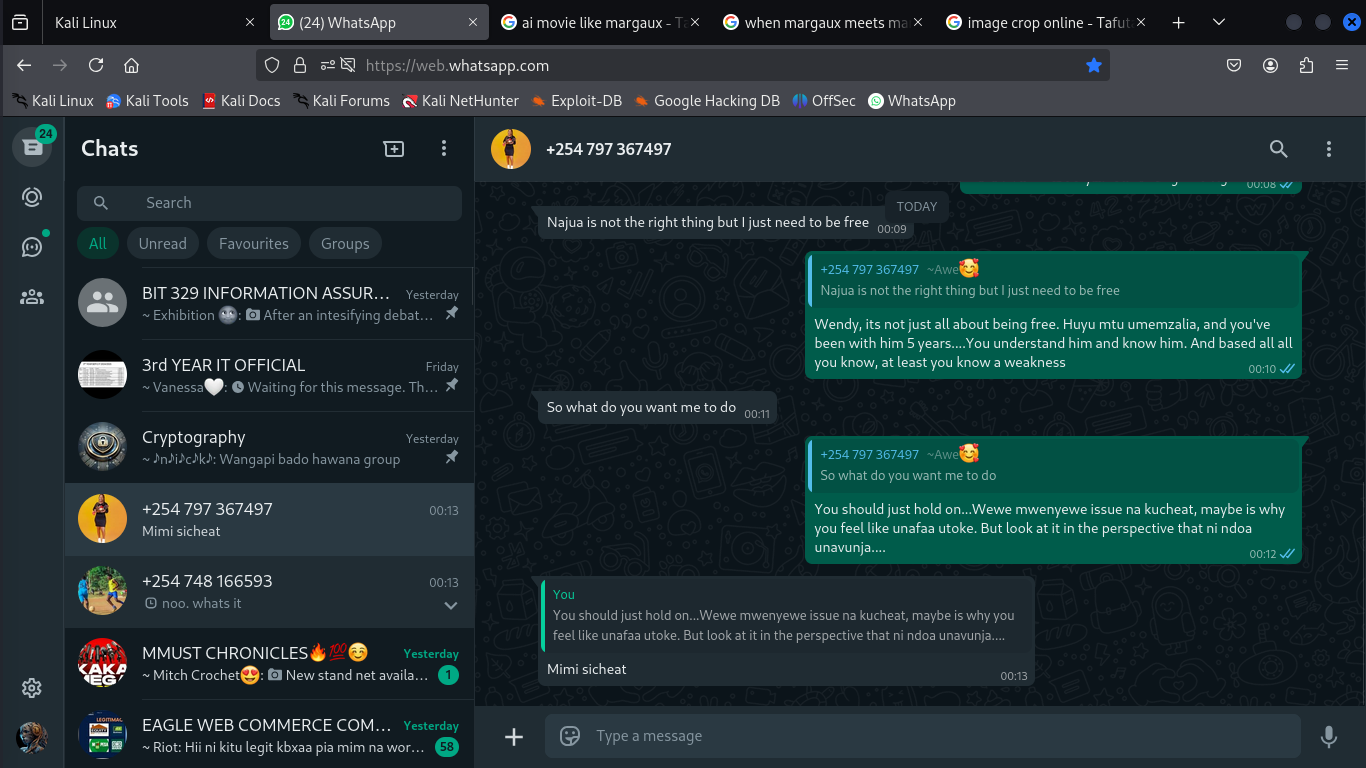 Kali Linux
(24) WhatsApp
ai movie like margaux - Ta
when margaux meets ma
image crop online - Tafut
https://web.whatsapp.com
Kali Linux
Kali Tools
Kali Docs
Kali Forums
Kali NetHunter
Exploit-DB
Google Hacking DB
OffSec
WhatsApp
24
Chats
Search
All
Unread
Favourites
Groups
BIT 329 INFORMATION ASSUR...
Yesterday
~ Exhibition 🌚: 📷 After an intesifying debat...
3rd YEAR IT OFFICIAL
Friday
~ Vanessa🤍: Waiting for this message. Th...
Cryptography
Yesterday
~ ♪n♪i♪c♪k♪: Wangapi bado hawana group
+254 797 367497
00:13
Mimi sicheat
+254 748 166593
00:13
noo. whats it
MMUST CHRONICLES🔥💯☺️
Yesterday
~ Mitch Crochet😍: 📷 New stand net availa...
1
EAGLE WEB COMMERCE COM...
Yesterday
~ Riot: Hii ni kitu legit kbxaa pia mim na wor...
58
+254 797 367497
00:08
TODAY
Najua is not the right thing but I just need to be free
00:09
+254 797 367497 ~Awe🥰
Najua is not the right thing but I just need to be free
Wendy, its not just all about being free. Huyu mtu umemzalia, and you've
been with him 5 years....You understand him and know him. And based all all
you know, at least you know a weakness
00:10
So what do you want me to do
00:11
+254 797 367497 ~Awe🥰
So what do you want me to do
You should just hold on...Wewe mwenyewe issue na kucheat, maybe is why
you feel like unafaa utoke. But look at it in the perspective that ni ndoa
unavunja....
00:12
You
You should just hold on...Wewe mwenyewe issue na kucheat, maybe is why you
feel like unafaa utoke. But look at it in the perspective that ni ndoa unavunja....
Mimi sicheat
00:13
Type a message